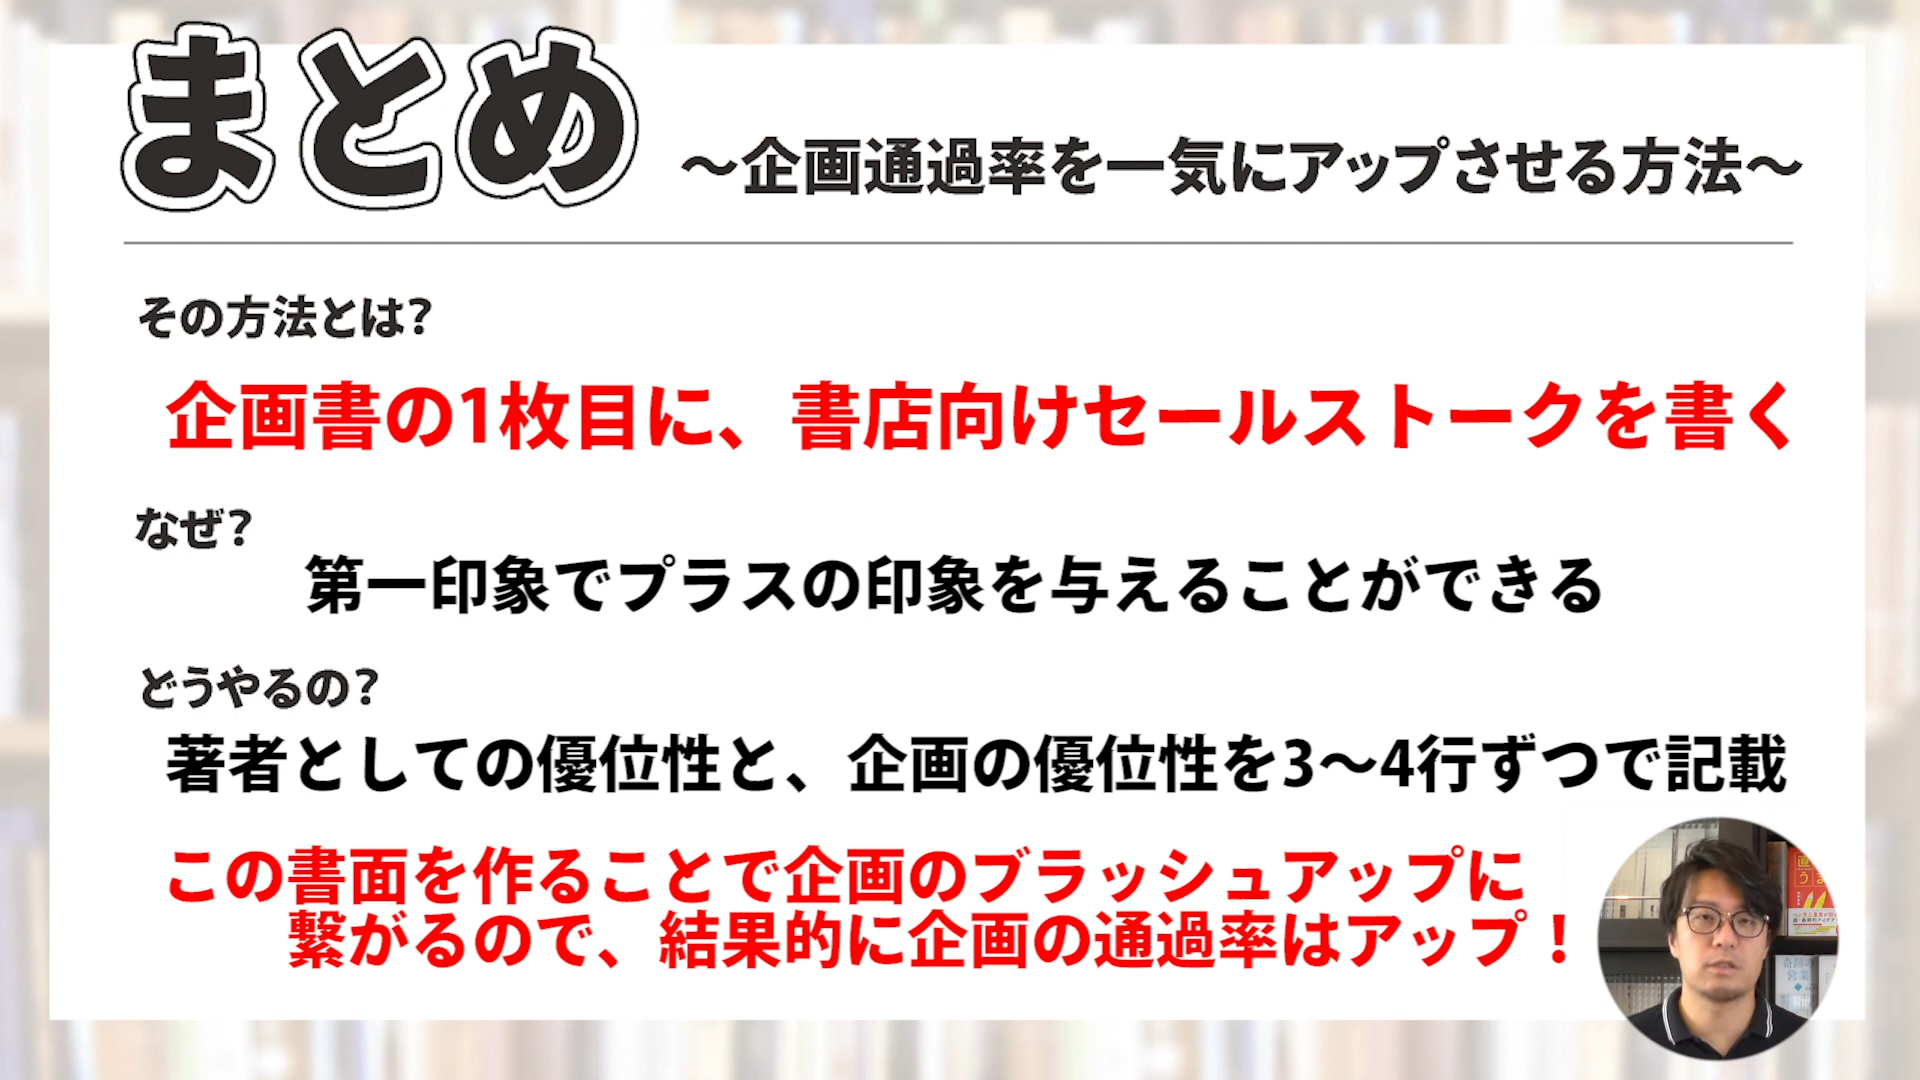 まとめ
〜企画通過率を一気にアップさせる方法〜
その方法とは？
企画書の1枚目に、書店向けセールストークを書く
なぜ？
第一印象でプラスの印象を与えることができる
どうやるの？
著者としての優位性と、企画の優位性を3〜4行ずつで記載
この書面を作ることで企画のブラッシュアップに
繋がるので、結果的に企画の通過率はアップ！
営業